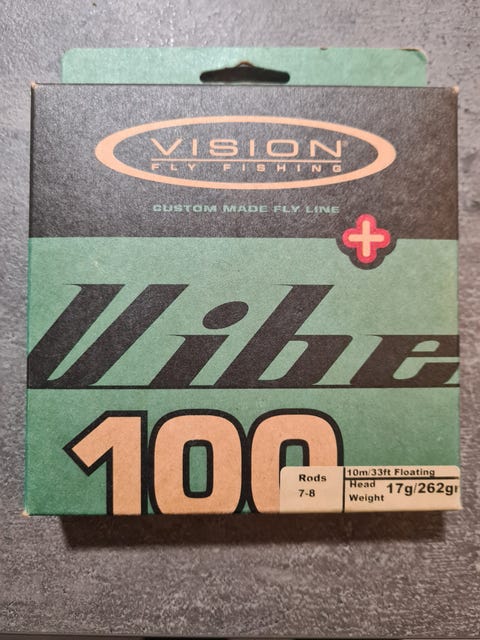 VISION
FLY FISHING
CUSTOM MADE FLY LINE
+
Vibe
100
Rods
7-8
10m/33ft Floating
Head
Weight
17g/262gr